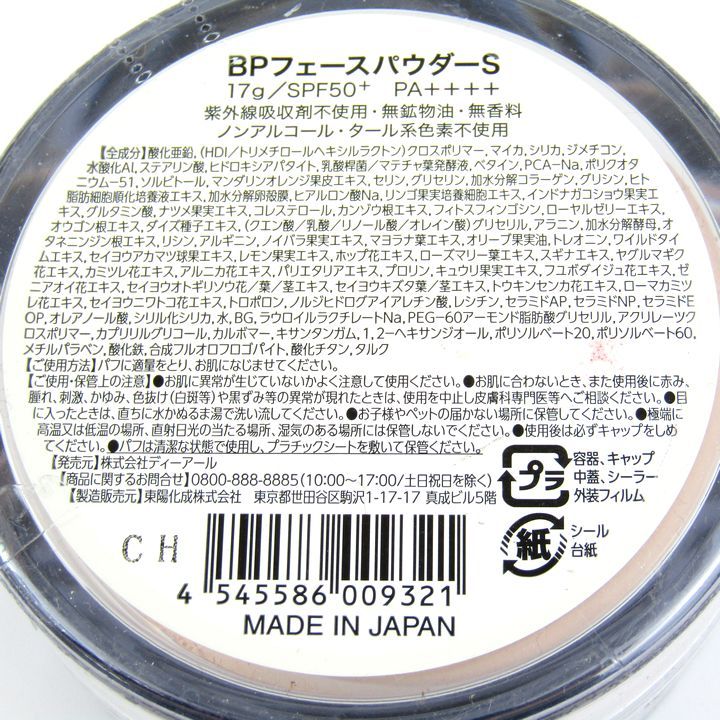 BPフェースパウダーS
17g／SPF50⁺ PA＋＋＋＋
紫外線吸収剤不使用・無鉱物油・無香料
ノンアルコール・タール系色素不使用
【全成分】酸化亜鉛, (HDI／トリメチロールヘキシルラクトン)クロスポリマー, マイカ, シリカ, ジメチコン,
水酸化Al, ステアリン酸, ヒドロキシアパタイト, 乳酸桿菌／マテチャ葉発酵液, ベタイン, PCA-Na, ポリクオタ
ニウム-51, ソルビトール, マンダリンオレンジ果皮エキス, セリン, グリセリン, 加水分解コラーゲン, グリシン, ヒト
脂肪細胞順化培養液エキス, 加水分解卵殻膜, ヒアルロン酸Na, リンゴ果実培養細胞エキス, インドナガコショウ果実エ
キス, グルタミン酸, ナツメ果実エキス, コレステロール, カンゾウ根エキス, フィトスフィンゴシン, ローヤルゼリーエキス,
オウゴン根エキス, ダイズ種子エキス, (クエン酸／乳酸／リノール酸／オレイン酸)グリセリル, アラニン, 加水分解酵母, オ
タネニンジン根エキス, リシン, アルギニン, ノイバラ果実エキス, マヨラナ葉エキス, オリーブ果実油, トレオニン, ワイルドタイ
ムエキス, セイヨウアカマツ球果エキス, レモン果実エキス, ホップ花エキス, ローズマリー葉エキス, スギナエキス, ヤグルマギク
花エキス, カミツレ花エキス, アルニカ花エキス, パリエタリアエキス, プロリン, キュウリ果実エキス, フユボダイジュ花エキス, ゼ
ニアオイ花エキス, セイヨウオトギリソウ花／葉／茎エキス, セイヨウキズタ葉／茎エキス, トウキンセンカ花エキス, ローマカミツ
レ花エキス, セイヨウニワトコ花エキス, トロポロン, ノルジヒドログアイアレチン酸, レシチン, セラミドAP, セラミドNP, セラミドE
OP, オレアノール酸, シリル化シリカ, 水, BG, ラウロイルラクチレートNa, PEG-60アーモンド脂肪酸グリセリル, アクリレーツク
ロスポリマー, カプリリルグリコール, カルボマー, キサンタンガム, 1, 2-ヘキサンジオール, ポリソルベート20, ポリソルベート60,
メチルパラベン, 酸化鉄, 合成フルオロフロゴパイト, 酸化チタン, タルク
【ご使用方法】パフに適量をとり、お肌になじませてください。
【ご使用・保管上の注意】●お肌に異常が生じていないかよく注意して使用ください。●お肌に合わないとき、また使用後に赤み、
腫れ、刺激、かゆみ、色抜け(白斑等)や黒ずみ等の異常が現れたときは、使用を中止し皮膚科専門医等へご相談ください。●目
に入ったときは、直ちに水かぬるま湯で洗い流してください。●お子様やペットの届かない場所に保管してください。●極端に
高温又は低温の場所、直射日光の当たる場所、湿気のある場所には保管しないでください。●使用後は必ずキャップをしめ
てください。●パフは清潔な状態で使用し、プラチックシートを敷いて保管ください。
【発売元】株式会社ディーアール
【商品に関するお問合せ】0800-888-8885(10:00～17:00/土日祝日を除く)
【製造販売元】東陽化成株式会社 東京都世田谷区駒沢1-17-17 真成ビル5階
プラ
容器、キャップ
中蓋、シーラー
外装フィルム
紙
シール
台紙
CH
4 545586 009321
MADE IN JAPAN